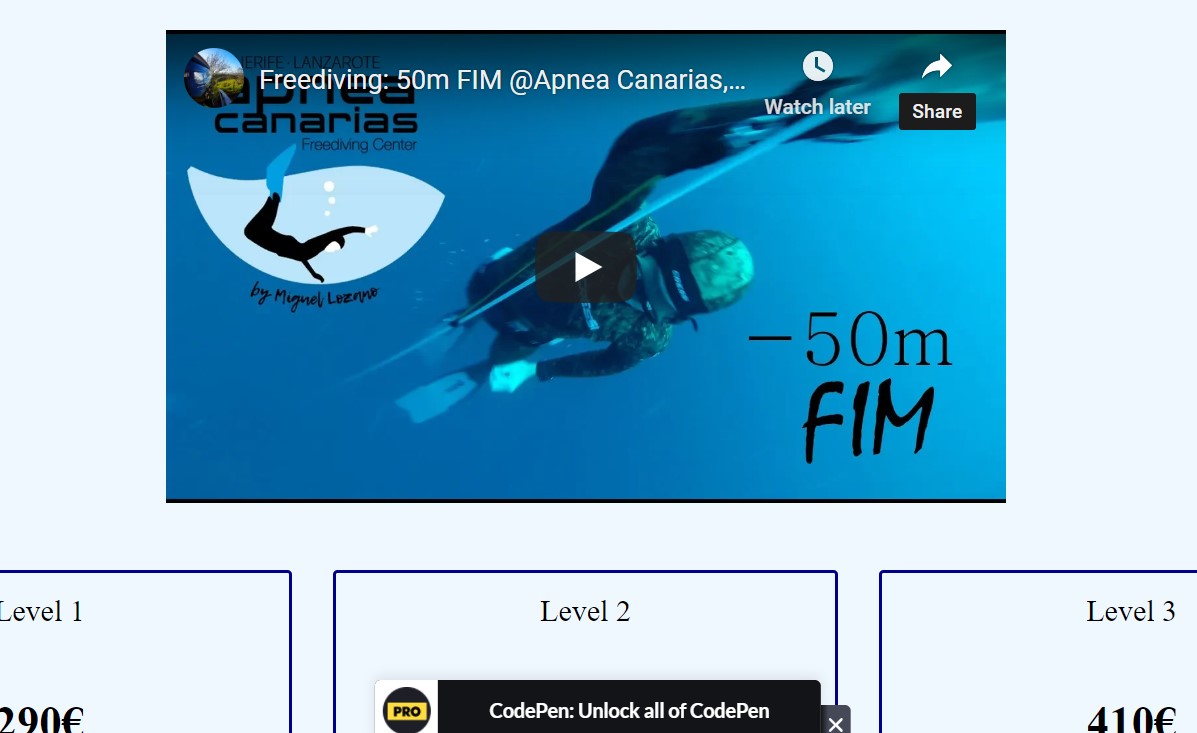 NERIFE · LANZAROTE
Freediving: 50m FIM @Apnea Canarias,...
apnea
canarias
Freediving Center
by Miguel Lozano
Watch later
Share
-50m
FIM
Level 1
Level 2
Level 3
290€
410€
PRO
CodePen: Unlock all of CodePen